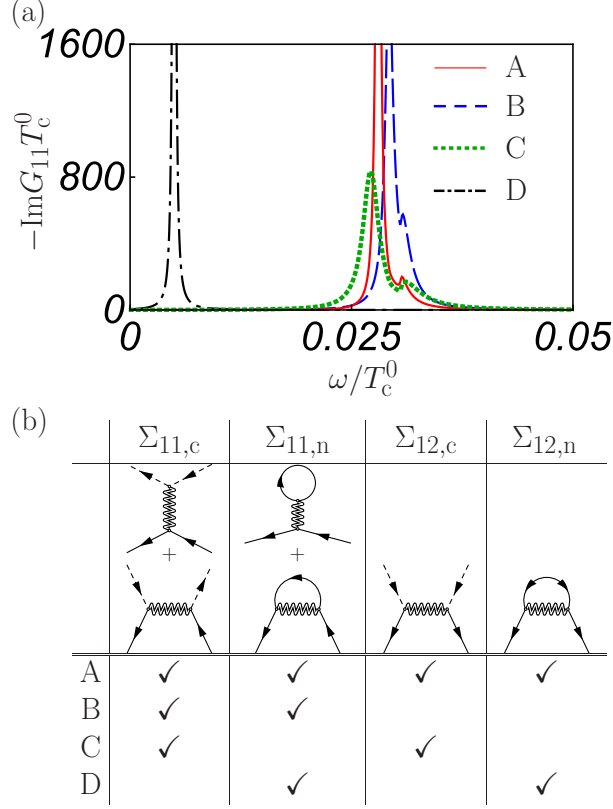 (a)
1600
800
0
−ImG₁₁T⁰c
A
B
C
D
0 0.025 0.05
ω/T⁰c
(b)
Σ₁₁,c Σ₁₁,n Σ₁₂,c Σ₁₂,n
+ +
A ✓ ✓ ✓ ✓
B ✓ ✓
C ✓ ✓
D ✓ ✓